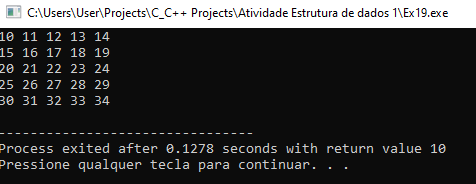 C:\Users\User\Projects\C_C++ Projects\Atividade Estrutura de dados 1\Ex19.exe
10 11 12 13 14
15 16 17 18 19
20 21 22 23 24
25 26 27 28 29
30 31 32 33 34
--------------------------------
Process exited after 0.1278 seconds with return value 10
Pressione qualquer tecla para continuar. . .